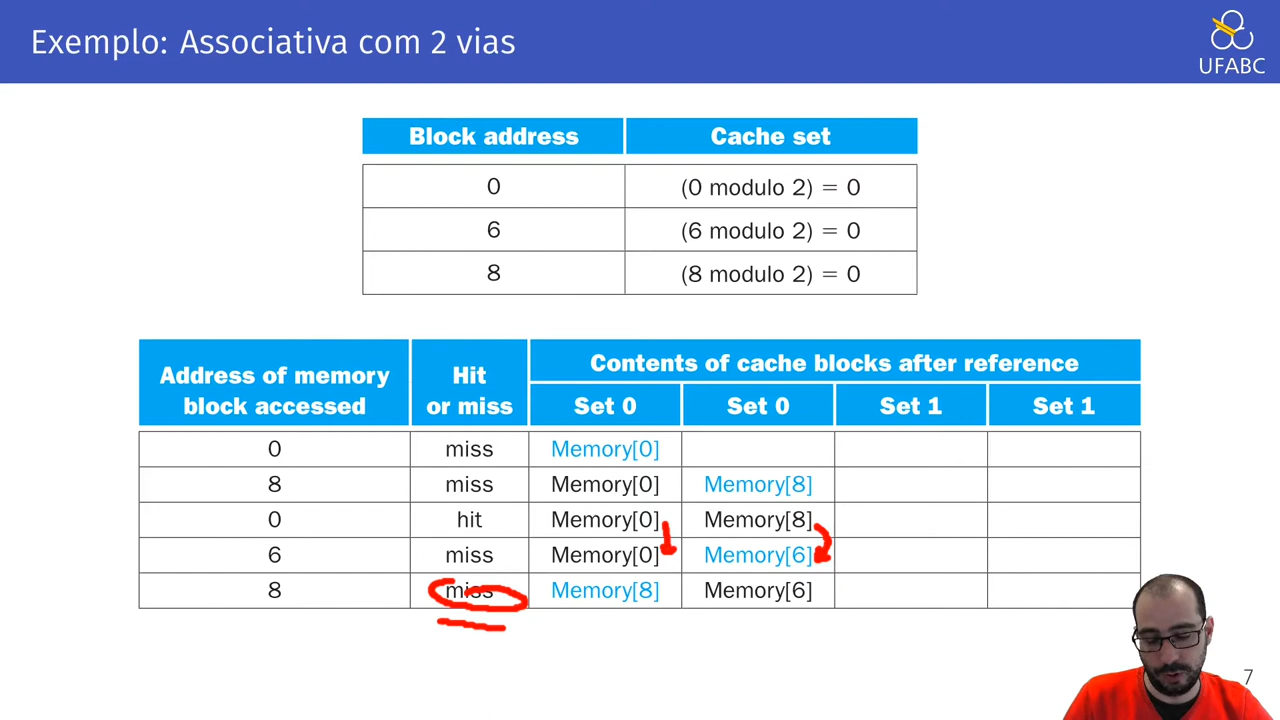 Exemplo: Associativa com 2 vias
UFABC
Block address Cache set
0 (0 modulo 2) = 0
6 (6 modulo 2) = 0
8 (8 modulo 2) = 0
Address of memory block accessed Hit or miss Contents of cache blocks after reference
Set 0 Set 0 Set 1 Set 1
0 miss Memory[0]
8 miss Memory[0] Memory[8]
0 hit Memory[0] Memory[8]
6 miss Memory[0] Memory[6]
8 miss Memory[8] Memory[6]
7